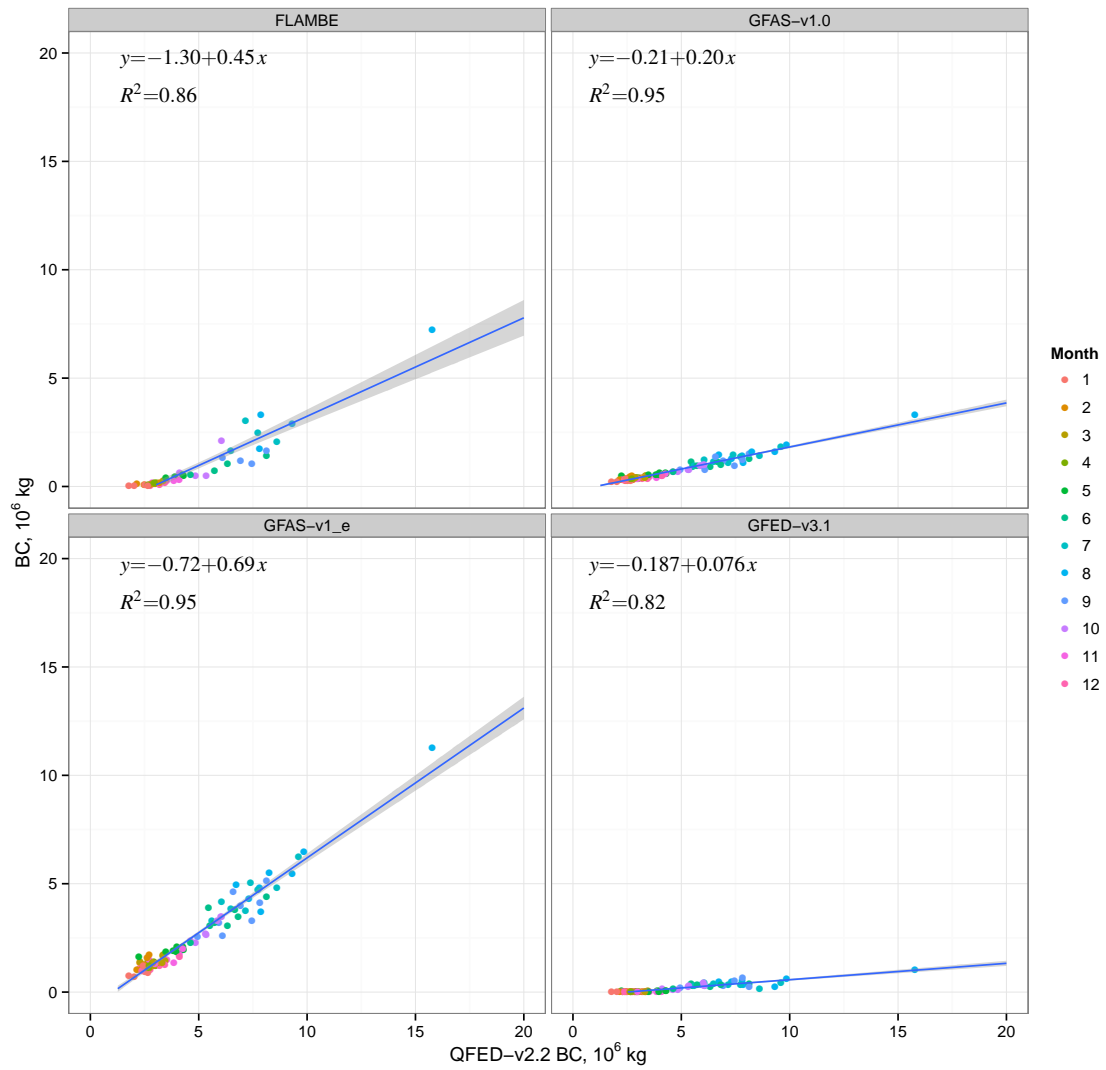 FLAMBE
GFAS−v1.0
y=−1.30+0.45x
R²=0.86
y=−0.21+0.20x
R²=0.95
20
15
10
5
0
GFAS−v1_e
GFED−v3.1
y=−0.72+0.69x
R²=0.95
y=−0.187+0.076x
R²=0.82
20
15
10
5
0
BC, 10⁶ kg
0 5 10 15 20
0 5 10 15 20
QFED−v2.2 BC, 10⁶ kg
Month
1
2
3
4
5
6
7
8
9
10
11
12